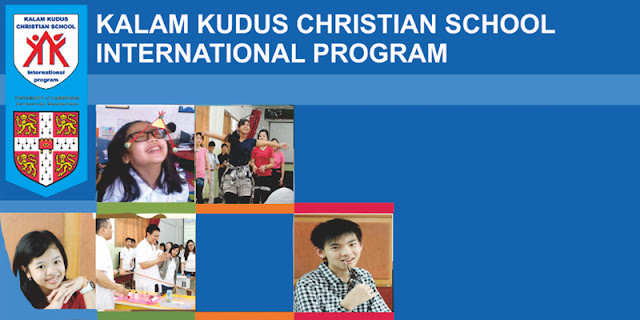 KALAM KUDUS CHRISTIAN SCHOOL
INTERNATIONAL PROGRAM
KALAM KUDUS
CHRISTIAN SCHOOL
International
program